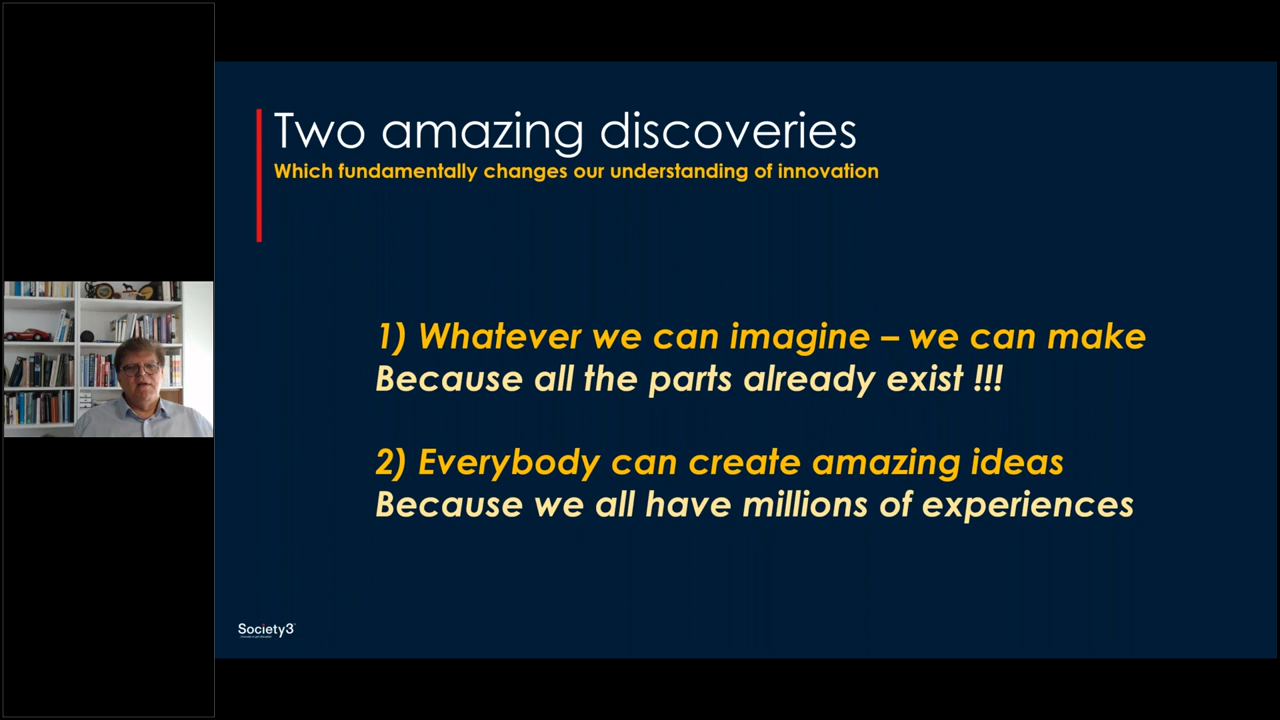 Two amazing discoveries
Which fundamentally changes our understanding of innovation
1) Whatever we can imagine – we can make
Because all the parts already exist !!!
2) Everybody can create amazing ideas
Because we all have millions of experiences
Society3